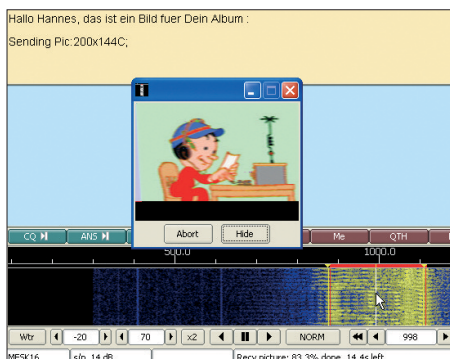 Hallo Hannes, das ist ein Bild fuer Dein Album :
Sending Pic:200x144C;
Abort Hide
CQ ANS Me QTH
500.0 1000.0
Wtr -20 70 x2 NORM 998
MFSK16 s/n 14 dB Recv picture: 83.3% done, 14.4s left